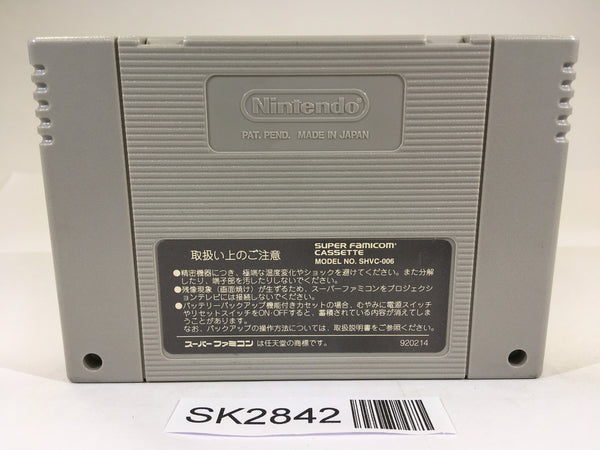 Nintendo
PAT. PEND. MADE IN JAPAN
取扱い上のご注意
SUPER FAMICOM
CASSETTE
MODEL NO. SHVC-006
●精密機器につき、極端な温度変化やショックを避けてください。また分解
したり、端子部を汚したりしないでください。
●残像現象(画面焼け)が生ずるため、スーパーファミコンをプロジェクシ
ョンテレビには接続しないでください。
●バッテリーバックアップ機能付きカセットの場合、むやみに電源スイッチ
やリセットスイッチをON・OFFすると、蓄積されている内容が消えてしま
うことがあります。
なお、バックアップの操作方法については、取扱説明書をご参照ください。
スーパーファミコン は任天堂の商標です。
920214
SK2842